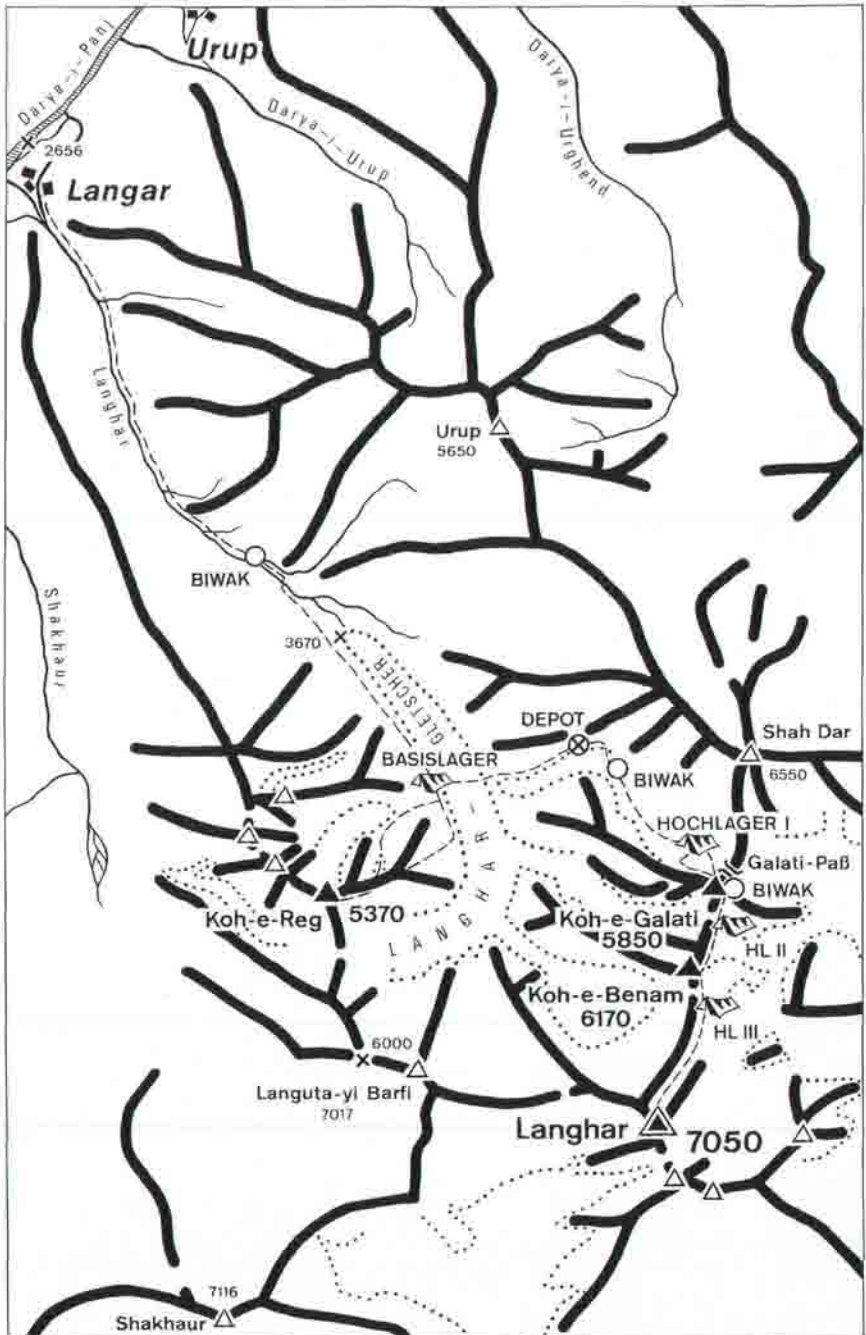 Urup
Darya-i-Panj
Darya-i-Urup
Darya-i-Urghend
2656
Langar
Langhar
Urup
5650
BIWAK
Shakhaur
3670
GLETSCHER
DEPOT
Shah Dar
6550
BASISLAGER
BIWAK
HOCHLAGER I
Galati-Paß
BIWAK
LANGHAR-
Koh-e-Reg
5370
Koh-e-Galati
5850
HL II
Koh-e-Benam
6170
HL III
6000
Languta-yi Barfi
7017
Langhar
7050
7116
Shakhaur